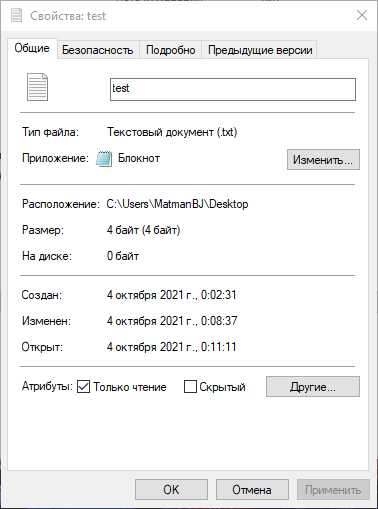 Свойства: test
Общие Безопасность Подробно Предыдущие версии
test
Тип файла: Текстовый документ (.txt)
Приложение: Блокнот Изменить...
Расположение: C:\Users\MatmanBJ\Desktop
Размер: 4 байт (4 байт)
На диске: 0 байт
Создан: 4 октября 2021 г., 0:02:31
Изменен: 4 октября 2021 г., 0:08:37
Открыт: 4 октября 2021 г., 0:11:11
Атрибуты: Только чтение Скрытый Другие...
OK Отмена Применить